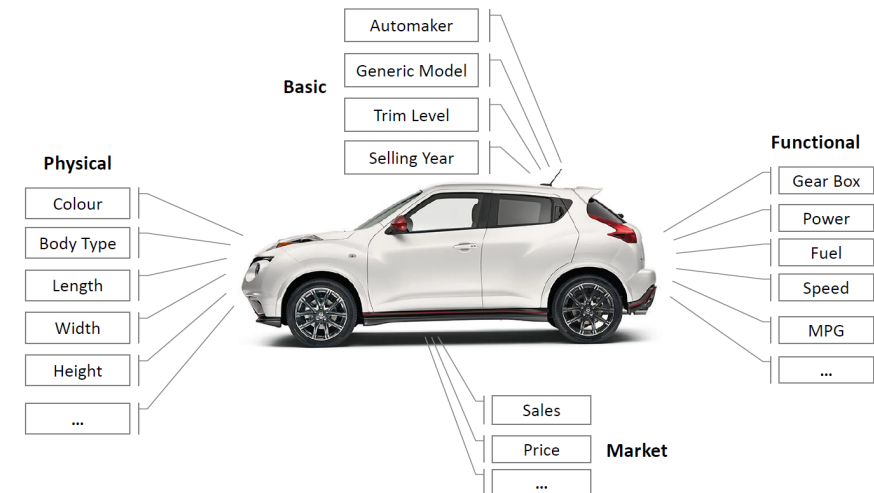 Automaker
Generic Model
Basic
Trim Level
Selling Year
Physical
Colour
Body Type
Length
Width
Height
...
Functional
Gear Box
Power
Fuel
Speed
MPG
...
Sales
Price
Market
...